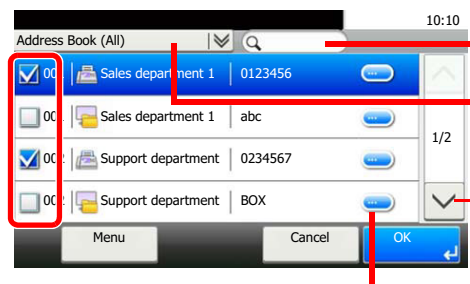 10:10
Address Book (All)
001 Sales department 1 0123456
001 Sales department 1 abc
1/2
002 Support department 0234567
002 Support department BOX
Menu Cancel OK